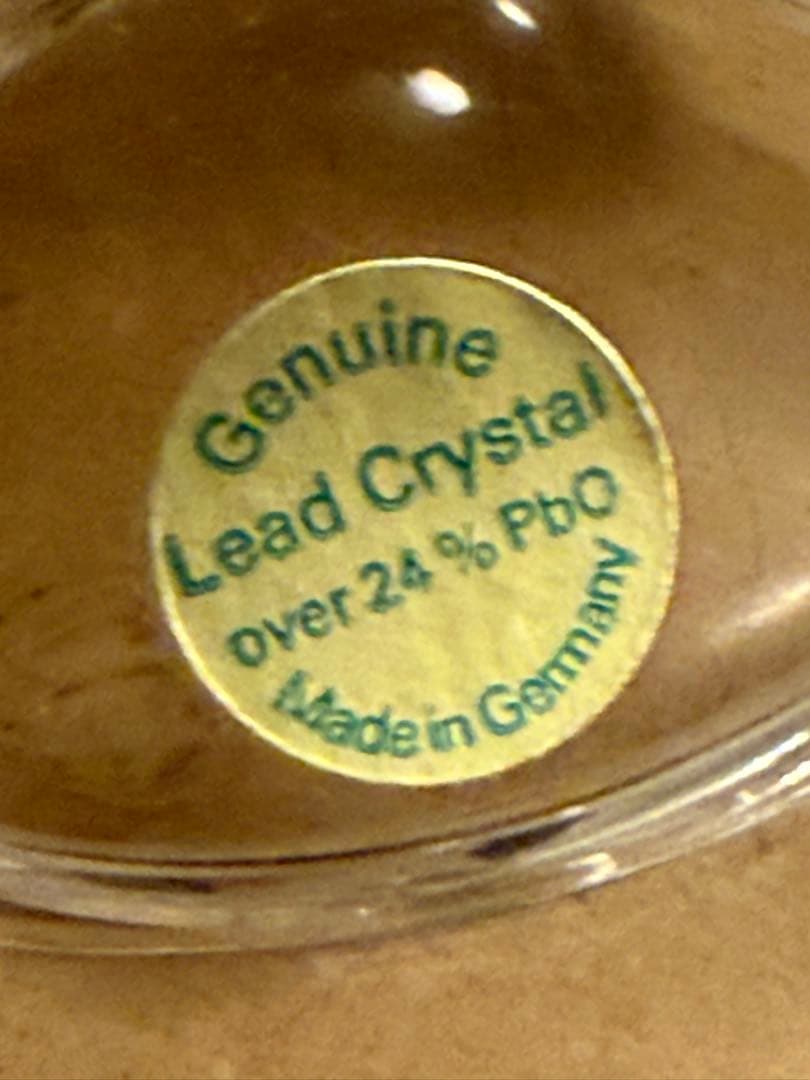 Genuine
Lead Crystal
over 24 % PbO
Made in Germany